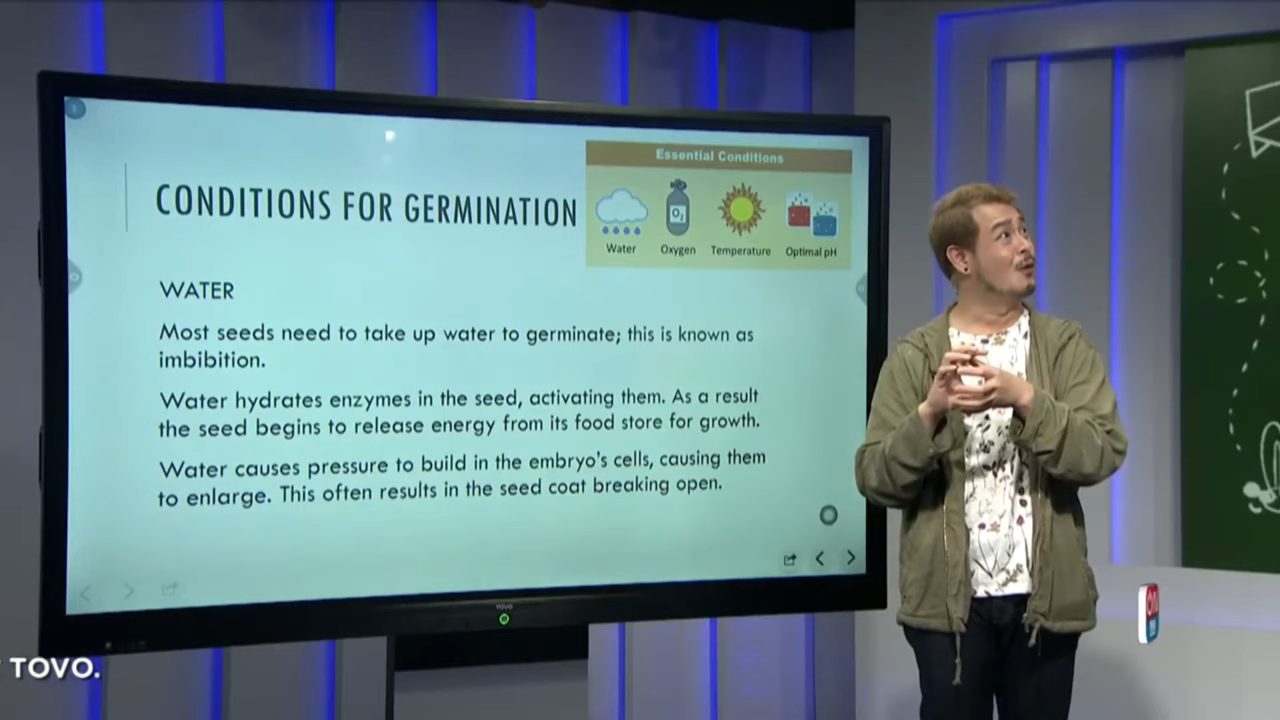 Essential Conditions
CONDITIONS FOR GERMINATION
O2
Water Oxygen Temperature Optimal pH
WATER
Most seeds need to take up water to germinate; this is known as
imbibition.
Water hydrates enzymes in the seed, activating them. As a result
the seed begins to release energy from its food store for growth.
Water causes pressure to build in the embryo's cells, causing them
to enlarge. This often results in the seed coat breaking open.
TOVO
TOVO.